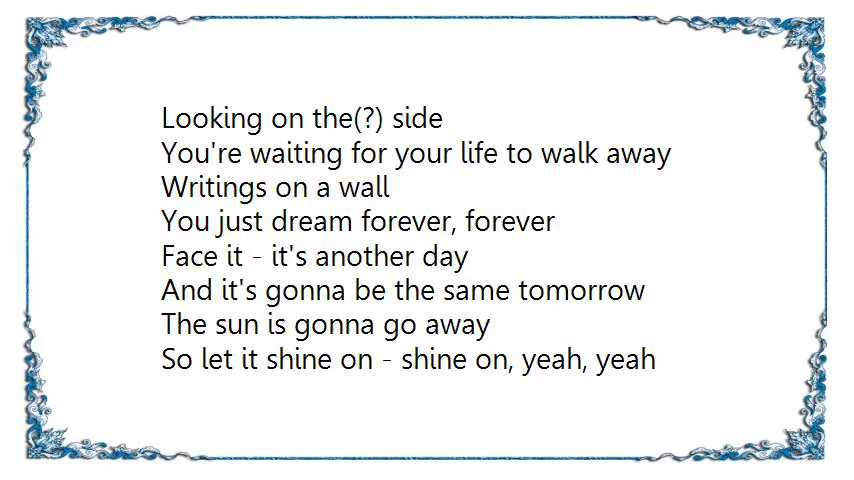 Looking on the(?) side
You're waiting for your life to walk away
Writings on a wall
You just dream forever, forever
Face it - it's another day
And it's gonna be the same tomorrow
The sun is gonna go away
So let it shine on - shine on, yeah, yeah